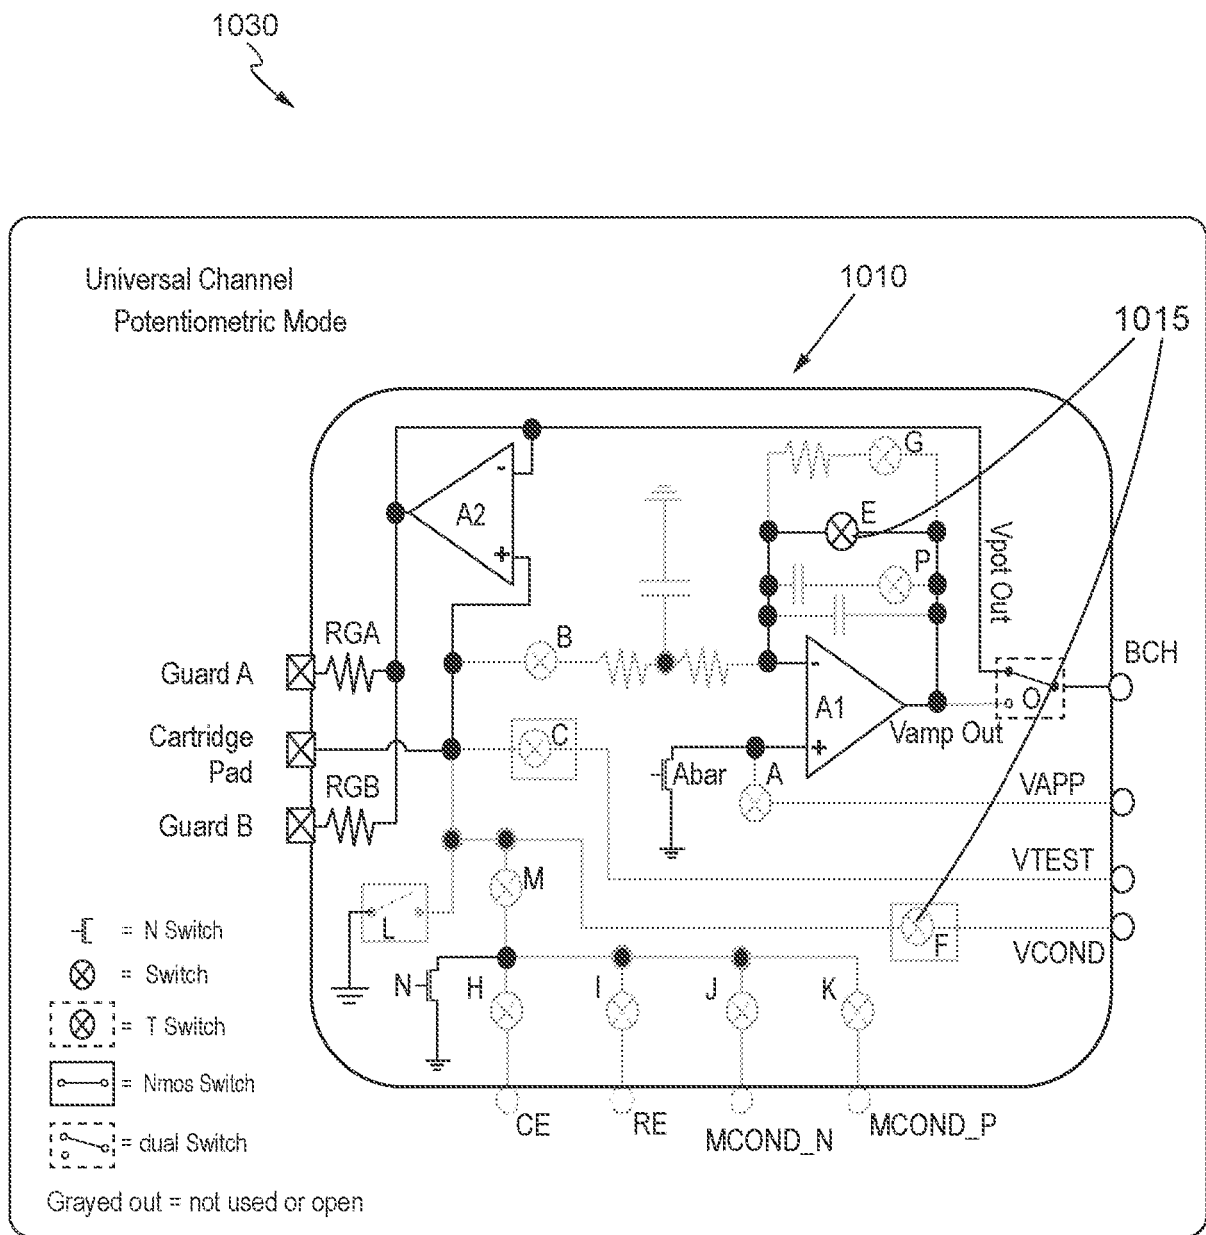 1030
Universal Channel
Potentiometric Mode
1010
1015
G
A2
-
+
E
P
Vpot Out
RGA
B
Guard A
BCH
-
A1
+
O
Vamp Out
Cartridge
Pad
C
Abar
A
VAPP
RGB
Guard B
VTEST
M
L
F
VCOND
N
H
I
J
K
= N Switch
= Switch
= T Switch
= Nmos Switch
= dual Switch
CE
RE
MCOND_N
MCOND_P
Grayed out = not used or open